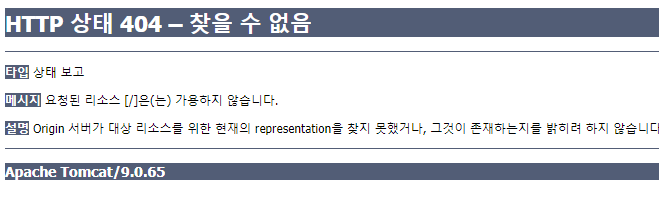 HTTP 상태 404 – 찾을 수 없음
타입 상태 보고
메시지 요청된 리소스 [/]은(는) 가용하지 않습니다.
설명 Origin 서버가 대상 리소스를 위한 현재의 representation을 찾지 못했거나, 그것이 존재하는지를 밝히려 하지 않습니다
Apache Tomcat/9.0.65